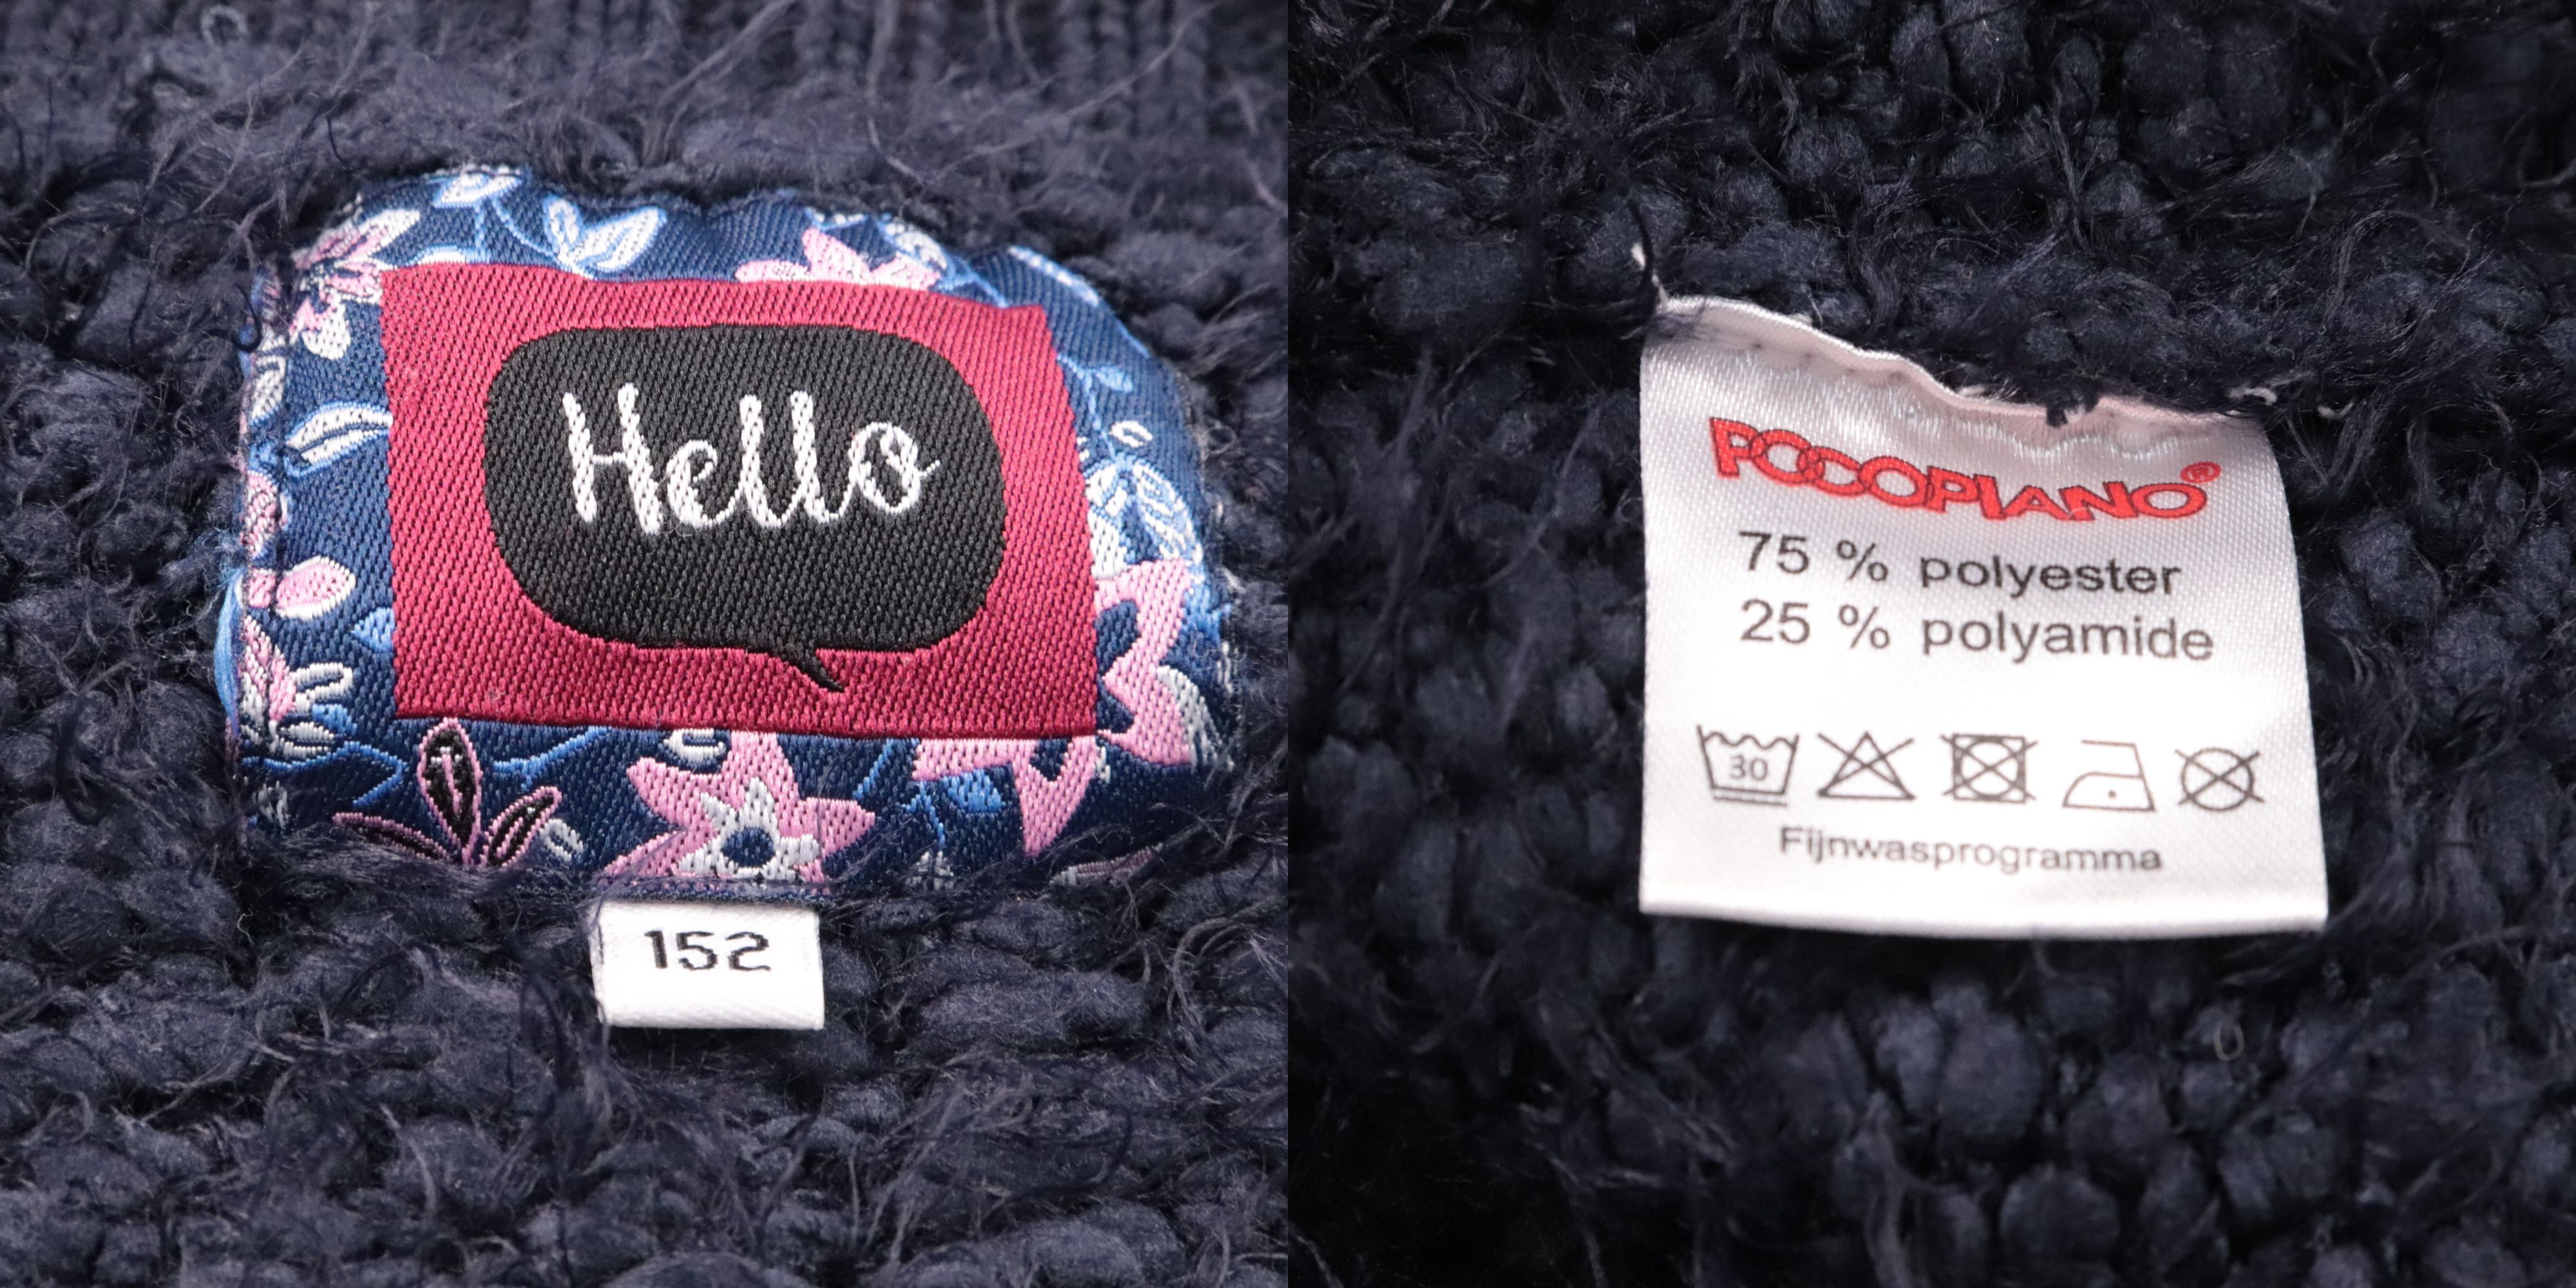 Hello
152
POCOPIANO®
75 % polyester
25 % polyamide
30
Fijnwasprogramma